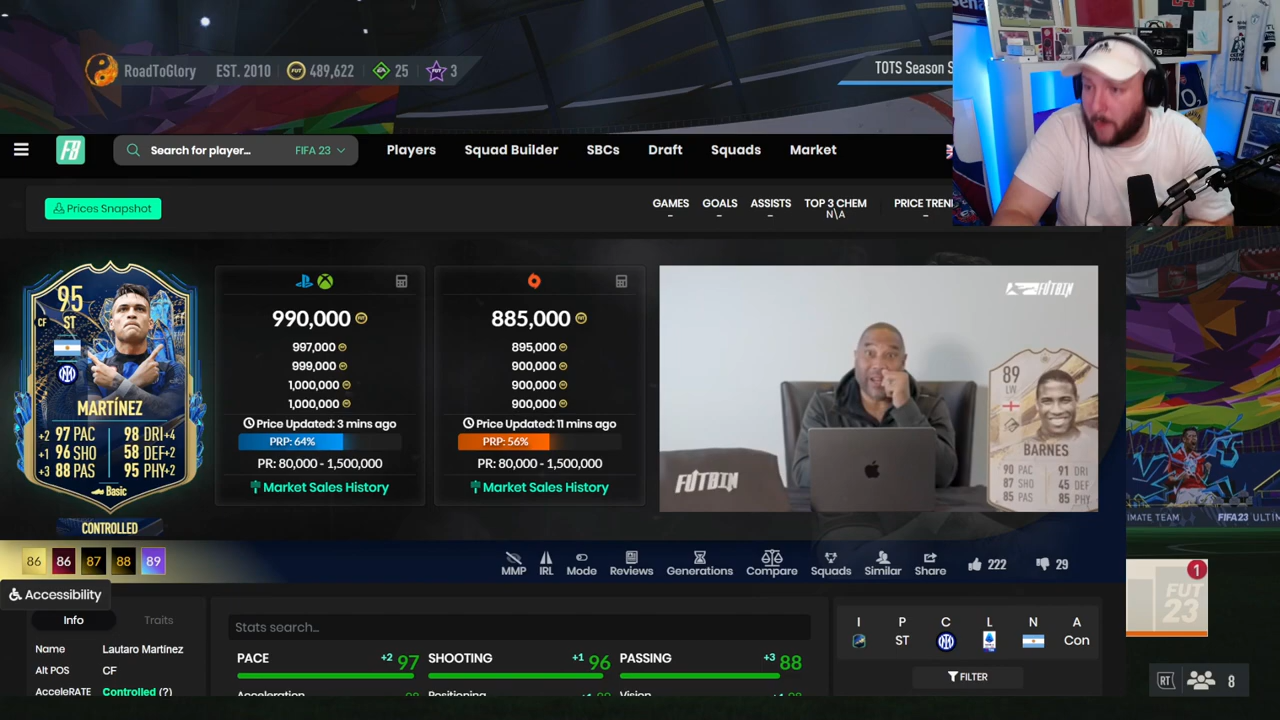 RoadToGlory EST. 2010 489,622 25 3
TOTS Season S
Search for player... FIFA 23
Players Squad Builder SBCs Draft Squads Market
Prices Snapshot
GAMES GOALS ASSISTS TOP 3 CHEM PRICE TREN
- - - N\A -
95
CF ST
MARTÍNEZ
+2 97 PAC 98 DRI +4
+1 96 SHO 58 DEF +2
+3 88 PAS 95 PHY +2
Basic
CONTROLLED
990,000
997,000
999,000
1,000,000
1,000,000
Price Updated: 3 mins ago
PRP: 64%
PR: 80,000 - 1,500,000
Market Sales History
885,000
895,000
900,000
900,000
900,000
Price Updated: 11 mins ago
PRP: 56%
PR: 80,000 - 1,500,000
Market Sales History
FUTBIN
FUTBIN
89
LW
BARNES
90 PAC 91 DRI
87 SHO 45 DEF
85 PAS 85 PHY
IMATE TEAM FIFA 23 ULTIM
86 86 87 88 89
MMP IRL Mode Reviews Generations Compare Squads Similar Share 222 29
Accessibility
FUT
23
1
Info Traits
Name Lautaro Martínez
Alt POS CF
AcceleRATE Controlled (?)
Stats search...
PACE +2 97 SHOOTING +1 96 PASSING +3 88
Acceleration Positioning Vision
I P C L N A
ST Con
FILTER
RT 8